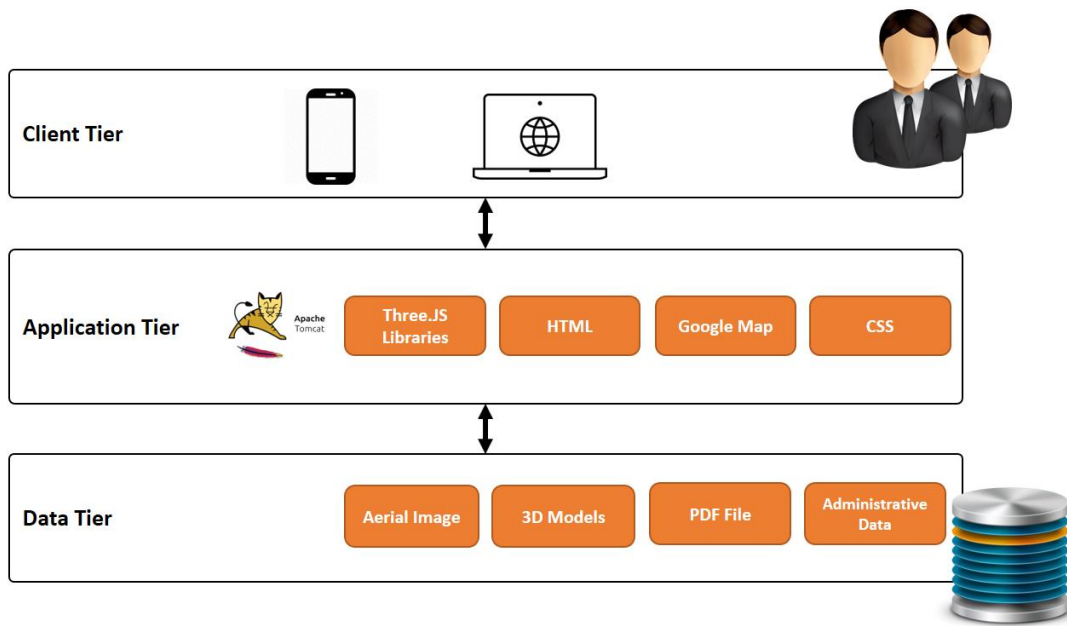 Client Tier
Application Tier
Apache
Tomcat
Three.JS
Libraries
HTML
Google Map
CSS
Data Tier
Aerial Image
3D Models
PDF File
Administrative
Data